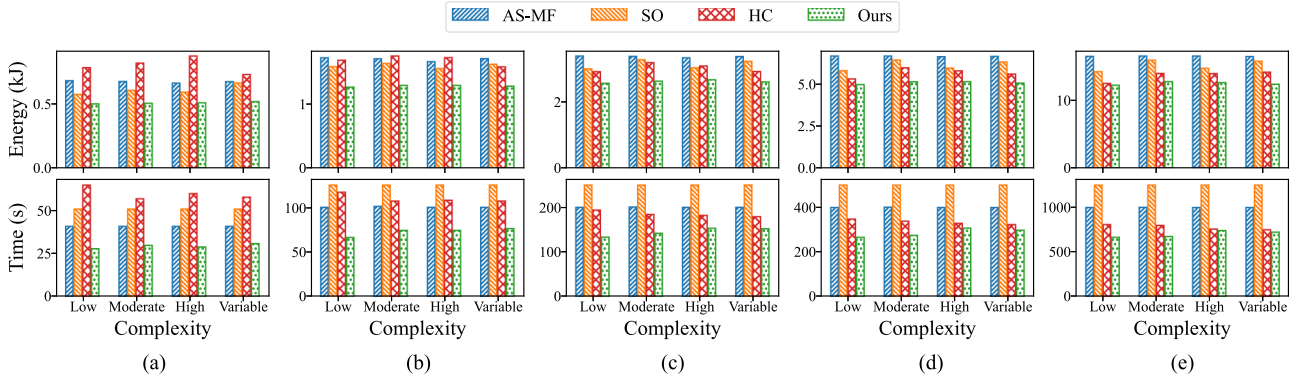 AS-MF SO HC Ours
Energy (kJ)
0.5
0.0
1
0
2
0
5.0
2.5
0.0
10
0
Time (s)
50
25
0
100
50
0
200
100
0
400
200
0
1000
500
0
Low Moderate High Variable
Low Moderate High Variable
Low Moderate High Variable
Low Moderate High Variable
Low Moderate High Variable
Complexity Complexity Complexity Complexity Complexity
(a) (b) (c) (d) (e)